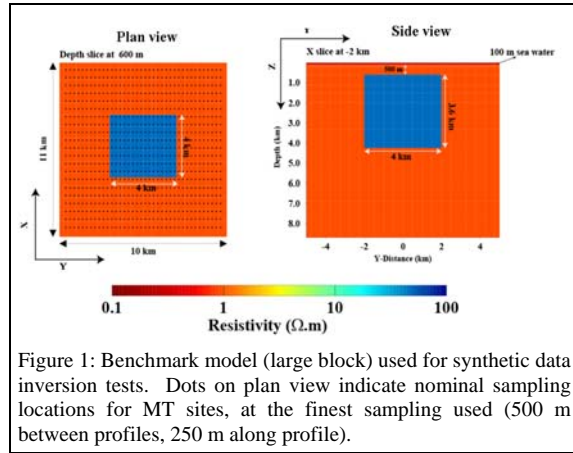 Plan view
Depth slice at 600 m
11 km
4 km
4 km
X
Y
10 km
Side view
Y
X slice at -2 km
100 m sea water
Z
500 m
1.0
2.0
3.0
4.0
5.0
6.0
7.0
8.0
Depth (km)
3.6 km
4 km
-4 -2 0 2 4
Y-Distance (km)
0.1 1 10 100
Resistivity (Ω.m)
Figure 1: Benchmark model (large block) used for synthetic data
inversion tests. Dots on plan view indicate nominal sampling
locations for MT sites, at the finest sampling used (500 m
between profiles, 250 m along profile).